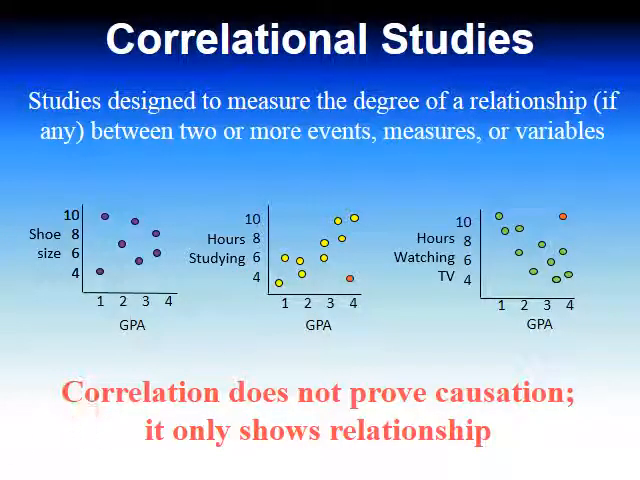 Correlational Studies
Studies designed to measure the degree of a relationship (if
any) between two or more events, measures, or variables
10
Shoe 8
size 6
4
1 2 3 4
GPA
10
Hours 8
Studying 6
4
1 2 3 4
GPA
10
Hours 8
Watching 6
TV 4
1 2 3 4
GPA
Correlation does not prove causation;
it only shows relationship